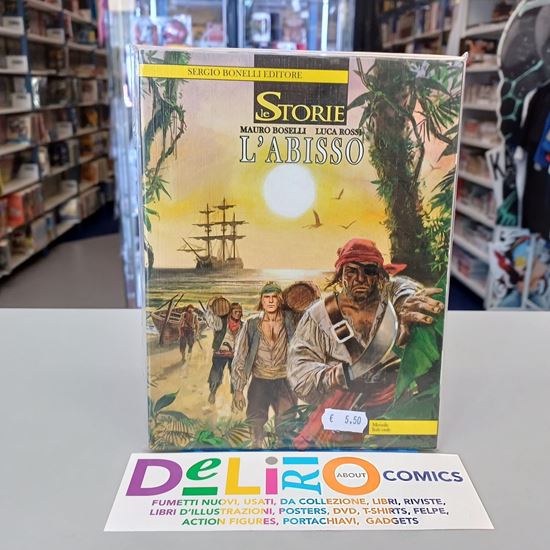 SERGIO BONELLI EDITORE
le STORIE
MAURO BOSELLI LUCA ROSSI
L'ABISSO
€ 5.50
DeLiRiO ABOUT COMICS
FUMETTI NUOVI, USATI, DA COLLEZIONE, LIBRI, RIVISTE,
LIBRI D'ILLUSTRAZIONI, POSTERS, DVD, T-SHIRTS, FELPE,
ACTION FIGURES, PORTACHIAVI, GADGETS